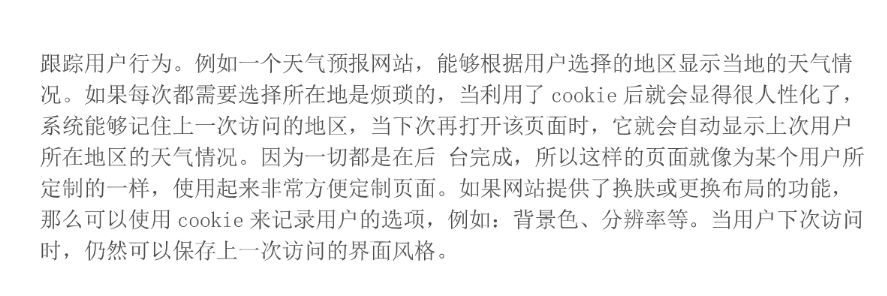 跟踪用户行为。例如一个天气预报网站，能够根据用户选择的地区显示当地的天气情
况。如果每次都需要选择所在地是烦琐的，当利用了 cookie 后就会显得很人性化了，
系统能够记住上一次访问的地区，当下次再打开该页面时，它就会自动显示上次用户
所在地区的天气情况。因为一切都是在后 台完成，所以这样的页面就像为某个用户所
定制的一样，使用起来非常方便定制页面。如果网站提供了换肤或更换布局的功能，
那么可以使用 cookie 来记录用户的选项，例如：背景色、分辨率等。当用户下次访问
时，仍然可以保存上一次访问的界面风格。